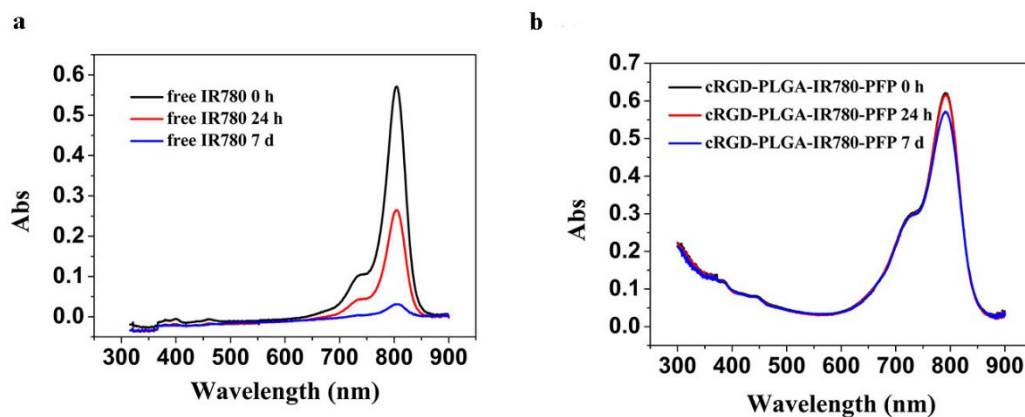 a
0.6
0.5
0.4
0.3
0.2
0.1
0.0
Abs
free IR780 0 h
free IR780 24 h
free IR780 7 d
300 400 500 600 700 800 900
Wavelength (nm)
b
0.7
0.6
0.5
0.4
0.3
0.2
0.1
0.0
Abs
cRGD-PLGA-IR780-PFP 0 h
cRGD-PLGA-IR780-PFP 24 h
cRGD-PLGA-IR780-PFP 7 d
300 400 500 600 700 800 900
Wavelength (nm)